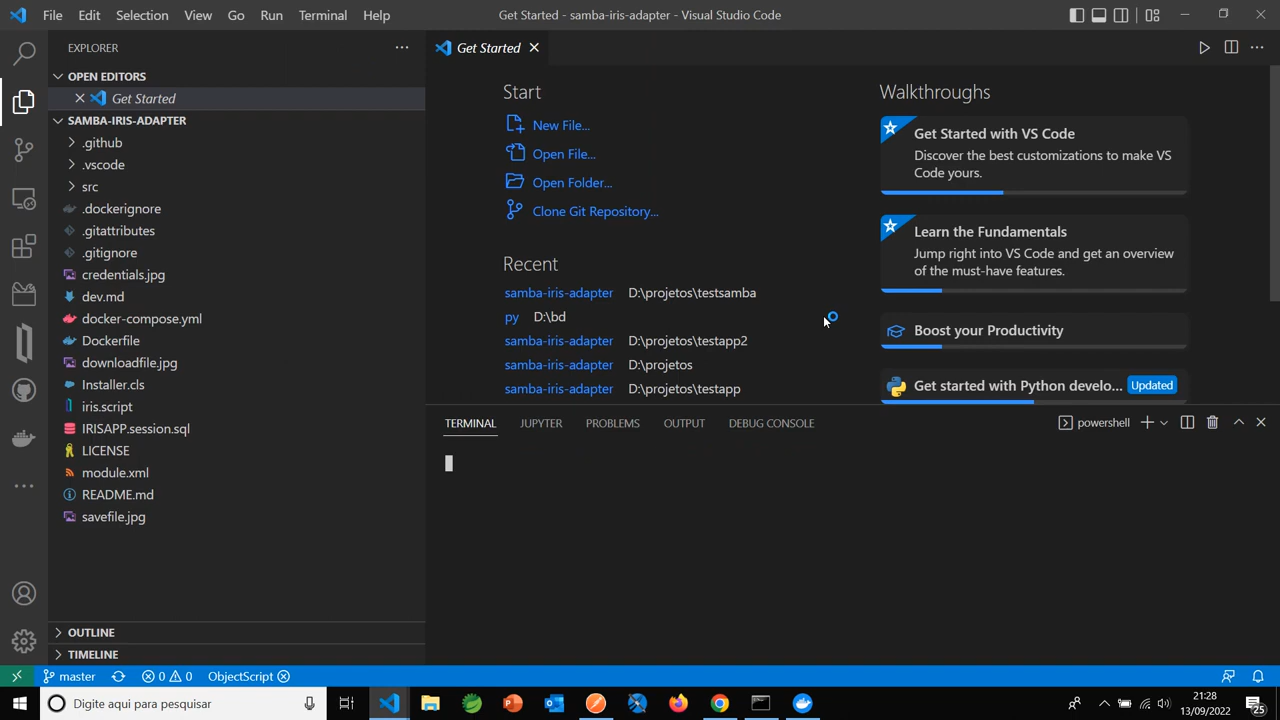 File Edit Selection View Go Run Terminal Help
Get Started - samba-iris-adapter - Visual Studio Code
EXPLORER
OPEN EDITORS
Get Started
SAMBA-IRIS-ADAPTER
.github
.vscode
src
.dockerignore
.gitattributes
.gitignore
credentials.jpg
dev.md
docker-compose.yml
Dockerfile
downloadfile.jpg
Installer.cls
iris.script
IRISAPP.session.sql
LICENSE
module.xml
README.md
savefile.jpg
OUTLINE
TIMELINE
Get Started
Start
New File...
Open File...
Open Folder...
Clone Git Repository...
Recent
samba-iris-adapter D:\projetos\testsamba
py D:\bd
samba-iris-adapter D:\projetos\testapp2
samba-iris-adapter D:\projetos
samba-iris-adapter D:\projetos\testapp
Walkthroughs
Get Started with VS Code
Discover the best customizations to make VS
Code yours.
Learn the Fundamentals
Jump right into VS Code and get an overview
of the must-have features.
Boost your Productivity
Get started with Python develo... Updated
TERMINAL JUPYTER PROBLEMS OUTPUT DEBUG CONSOLE
powershell
master 0 0 ObjectScript
Digite aqui para pesquisar
21:28
13/09/2022
25